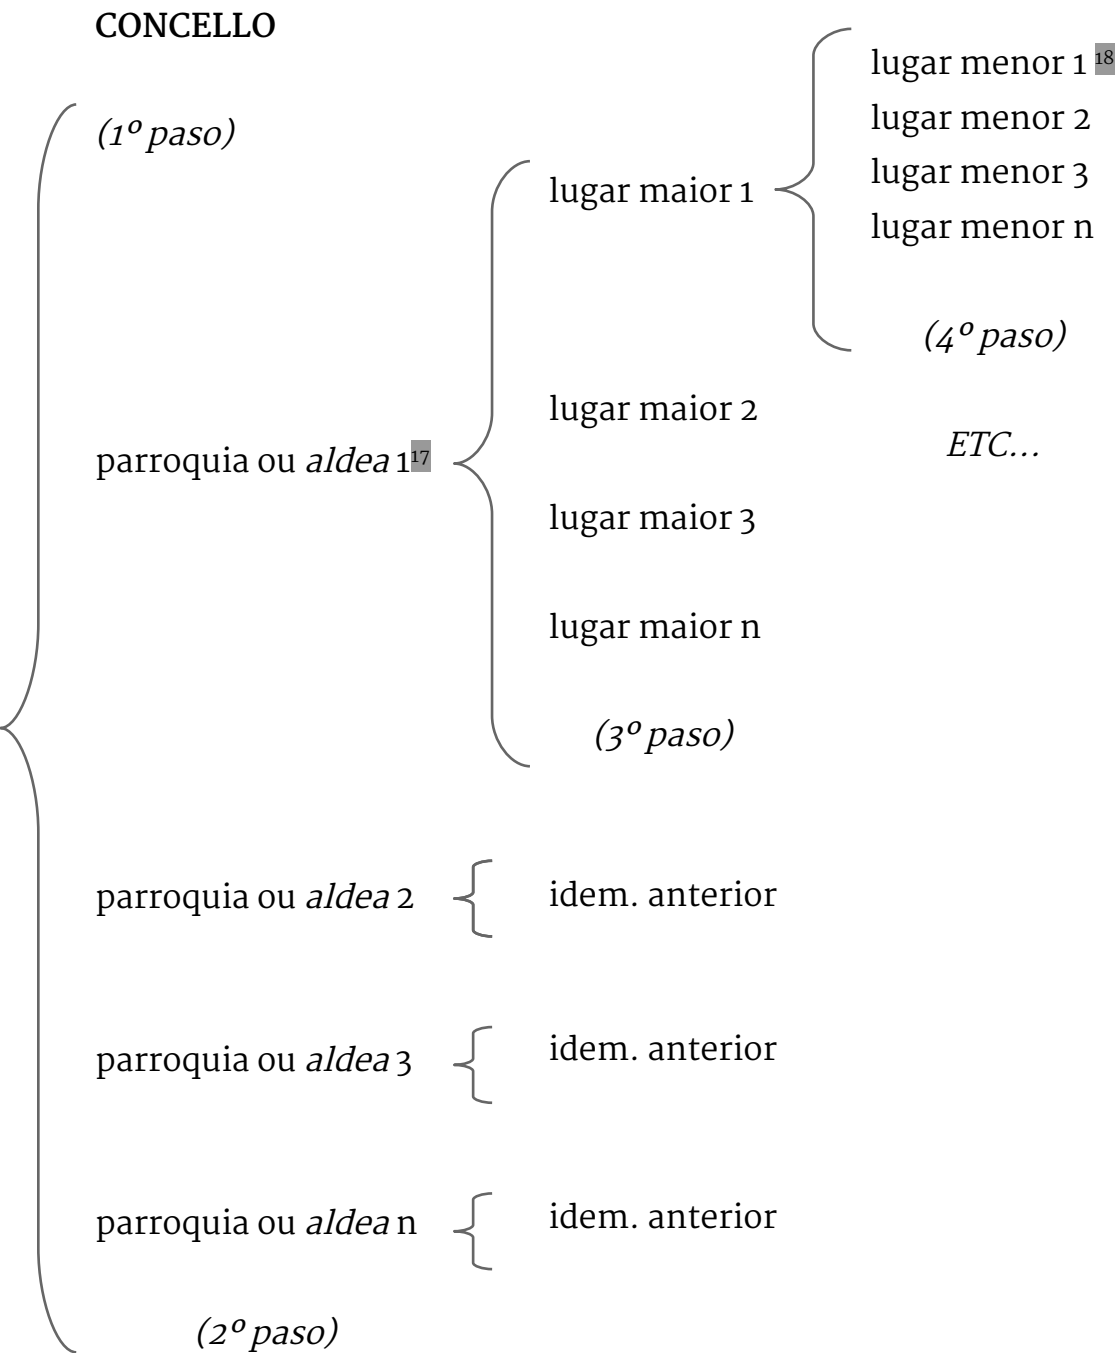 CONCELLO
(1º paso)
parroquia ou aldea 1 17
lugar maior 1
lugar menor 1 18
lugar menor 2
lugar menor 3
lugar menor n
(4º paso)
ETC...
lugar maior 2
lugar maior 3
lugar maior n
(3º paso)
parroquia ou aldea 2
idem. anterior
parroquia ou aldea 3
idem. anterior
parroquia ou aldea n
idem. anterior
(2º paso)